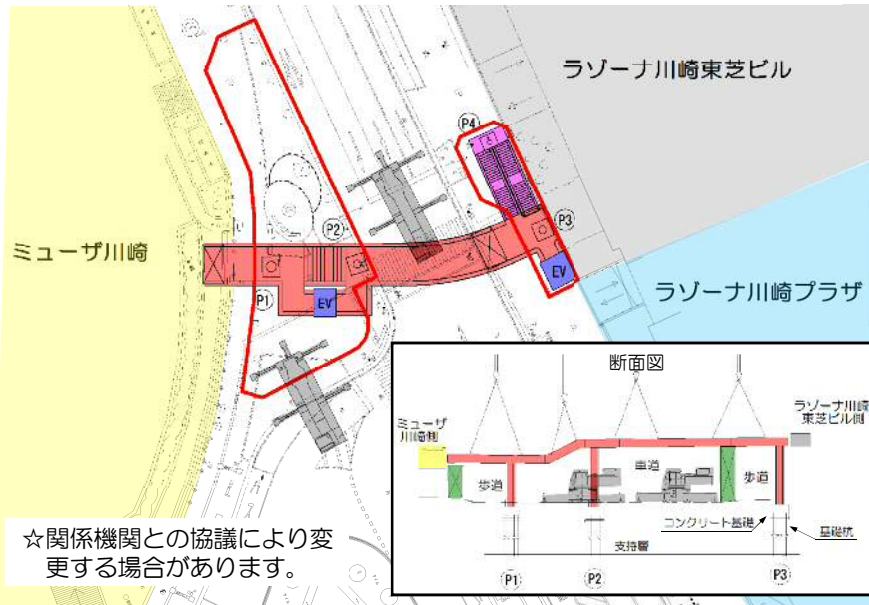 ラゾーナ川崎東芝ビル
P4
P3
P2
ミューザ川崎
EV
ラゾーナ川崎プラザ
P1
EV
断面図
ミューザ
川崎側
ラゾーナ川崎
東芝ビル側
歩道
車道
歩道
コンクリート基礎
基礎杭
支持層
P1
P2
P3
☆関係機関との協議により変
更する場合があります。